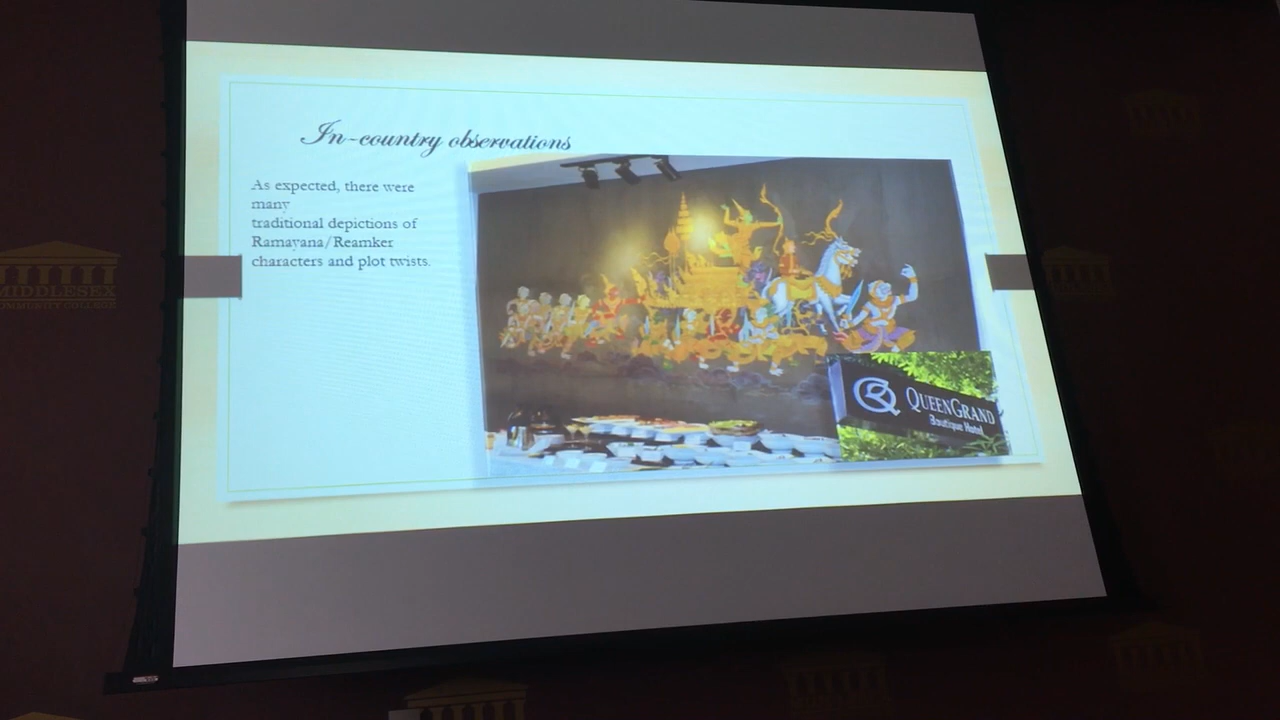 In-country observations
As expected, there were
many
traditional depictions of
Ramayana/Reamker
characters and plot twists.
QUEENGRAND
Boutique Hotel
MIDDLESEX